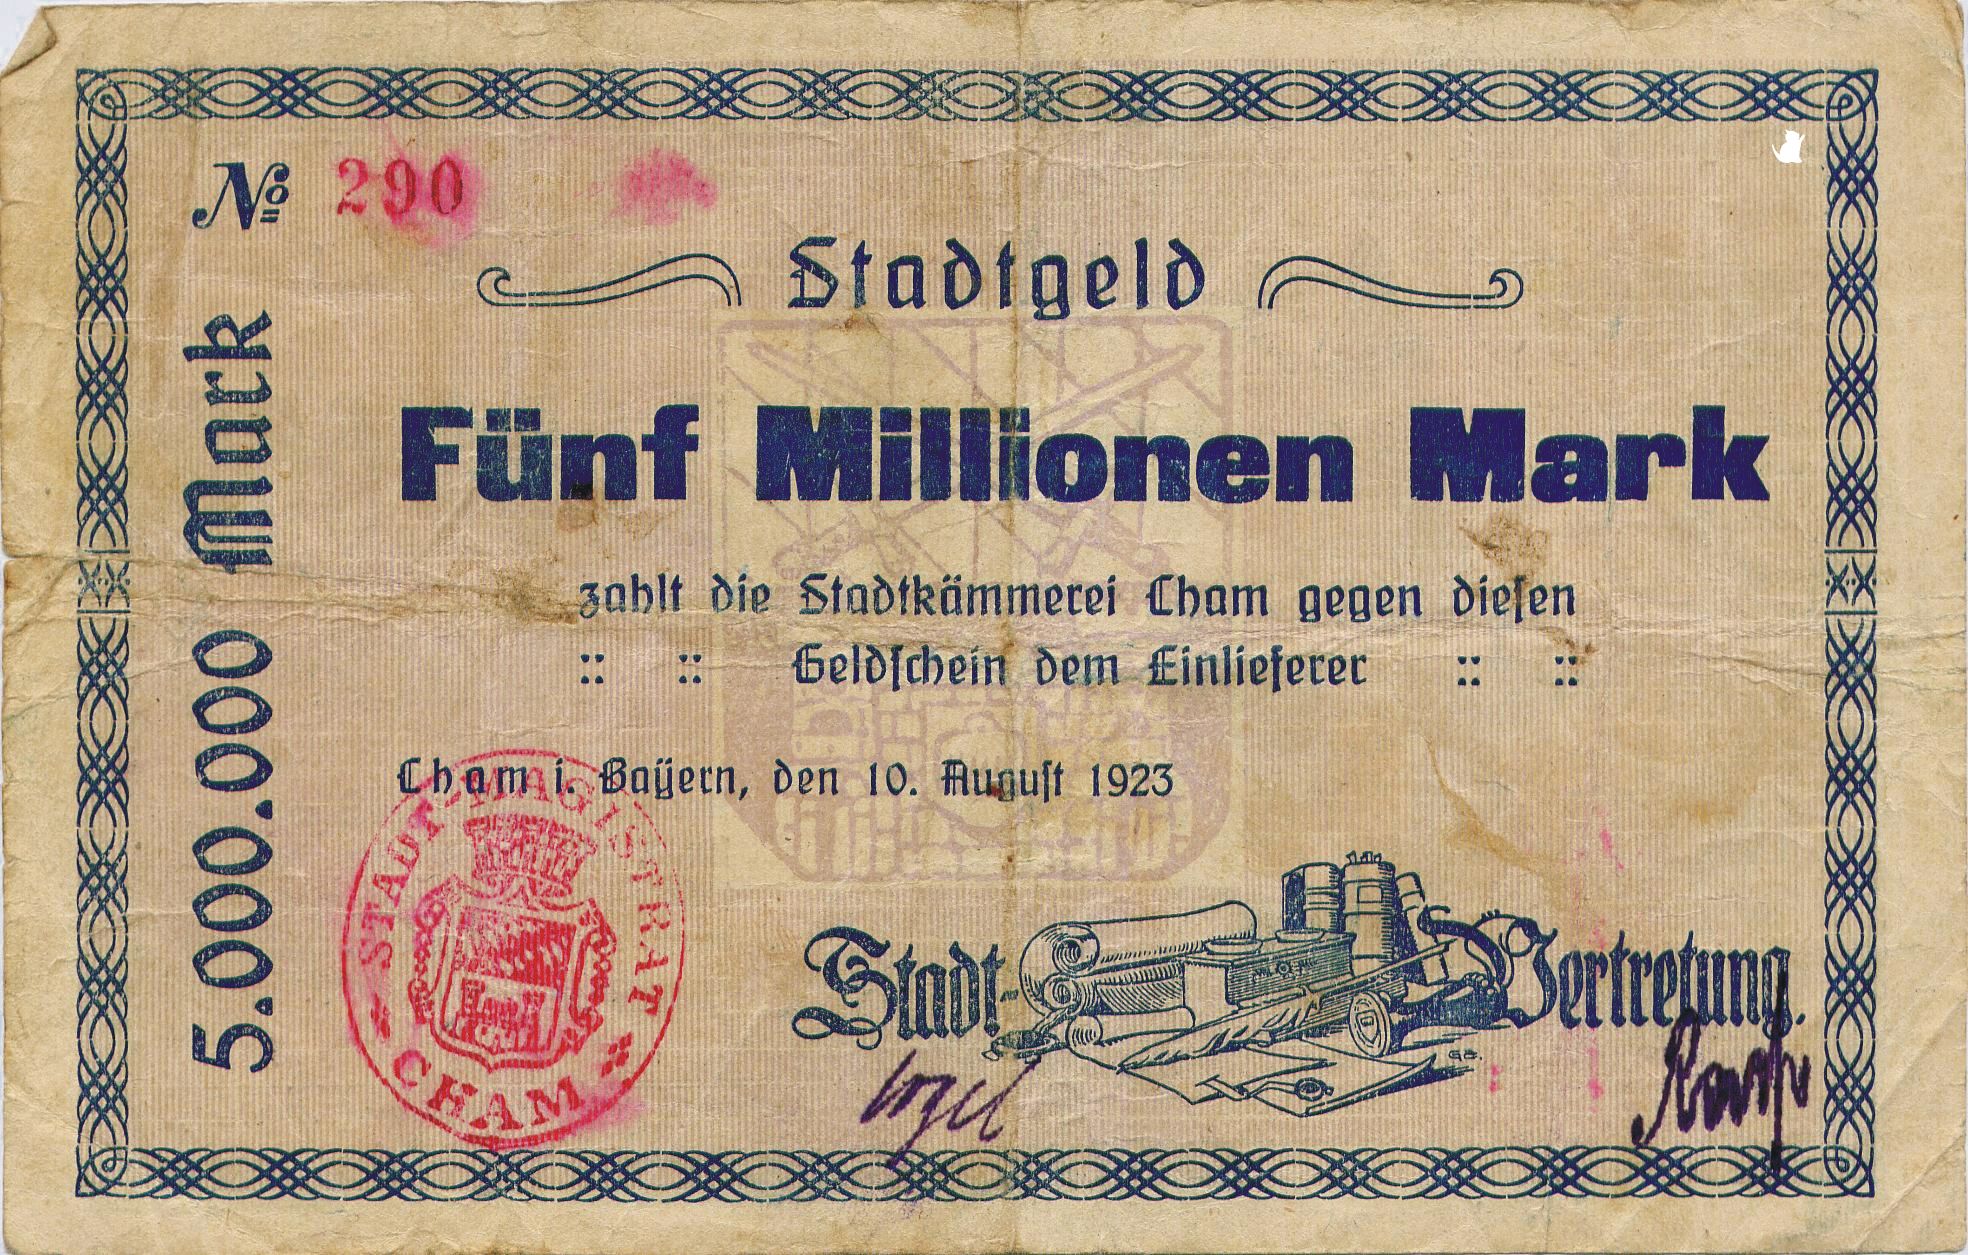 No 290
Stadtgeld
Fünf Millionen Mark
zahlt die Stadtkämmerei Cham gegen diesen
:: :: Geldschein dem Einlieferer :: ::
Cham i. Bayern, den 10. August 1923
5.000.000 Mark
STADT-MAGISTRAT
CHAM
Stadt-Vertretung.